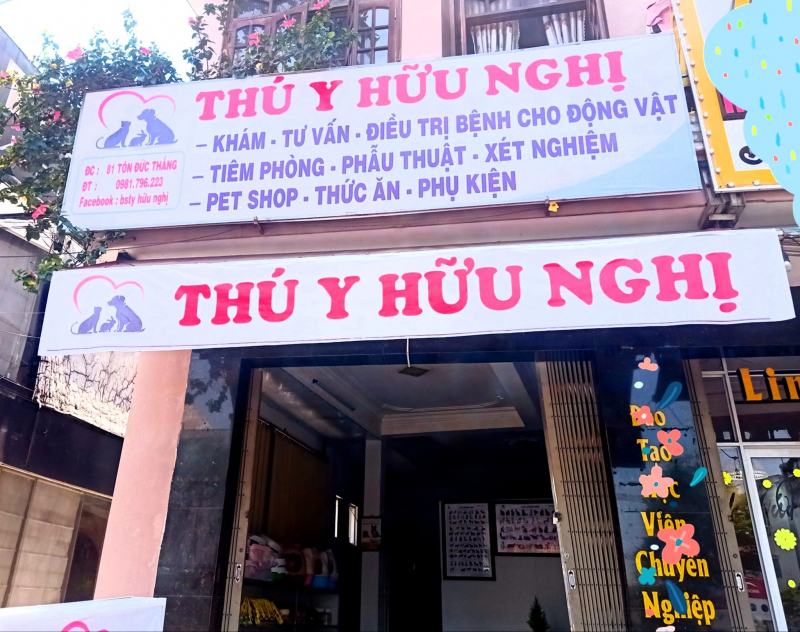 THÚ Y HỮU NGHỊ
– KHÁM - TƯ VẤN - ĐIỀU TRỊ BỆNH CHO ĐỘNG VẬT
– TIÊM PHÒNG - PHẪU THUẬT - XÉT NGHIỆM
– PET SHOP - THỨC ĂN - PHỤ KIỆN
ĐC : 81 TÔN ĐỨC THẮNG
ĐT : 0981.796.223
Facebook : bsty hữu nghị
THÚ Y HỮU NGHỊ
Lin
Đào
Tạo
Học
Viên
Chuyên
Nghiệp